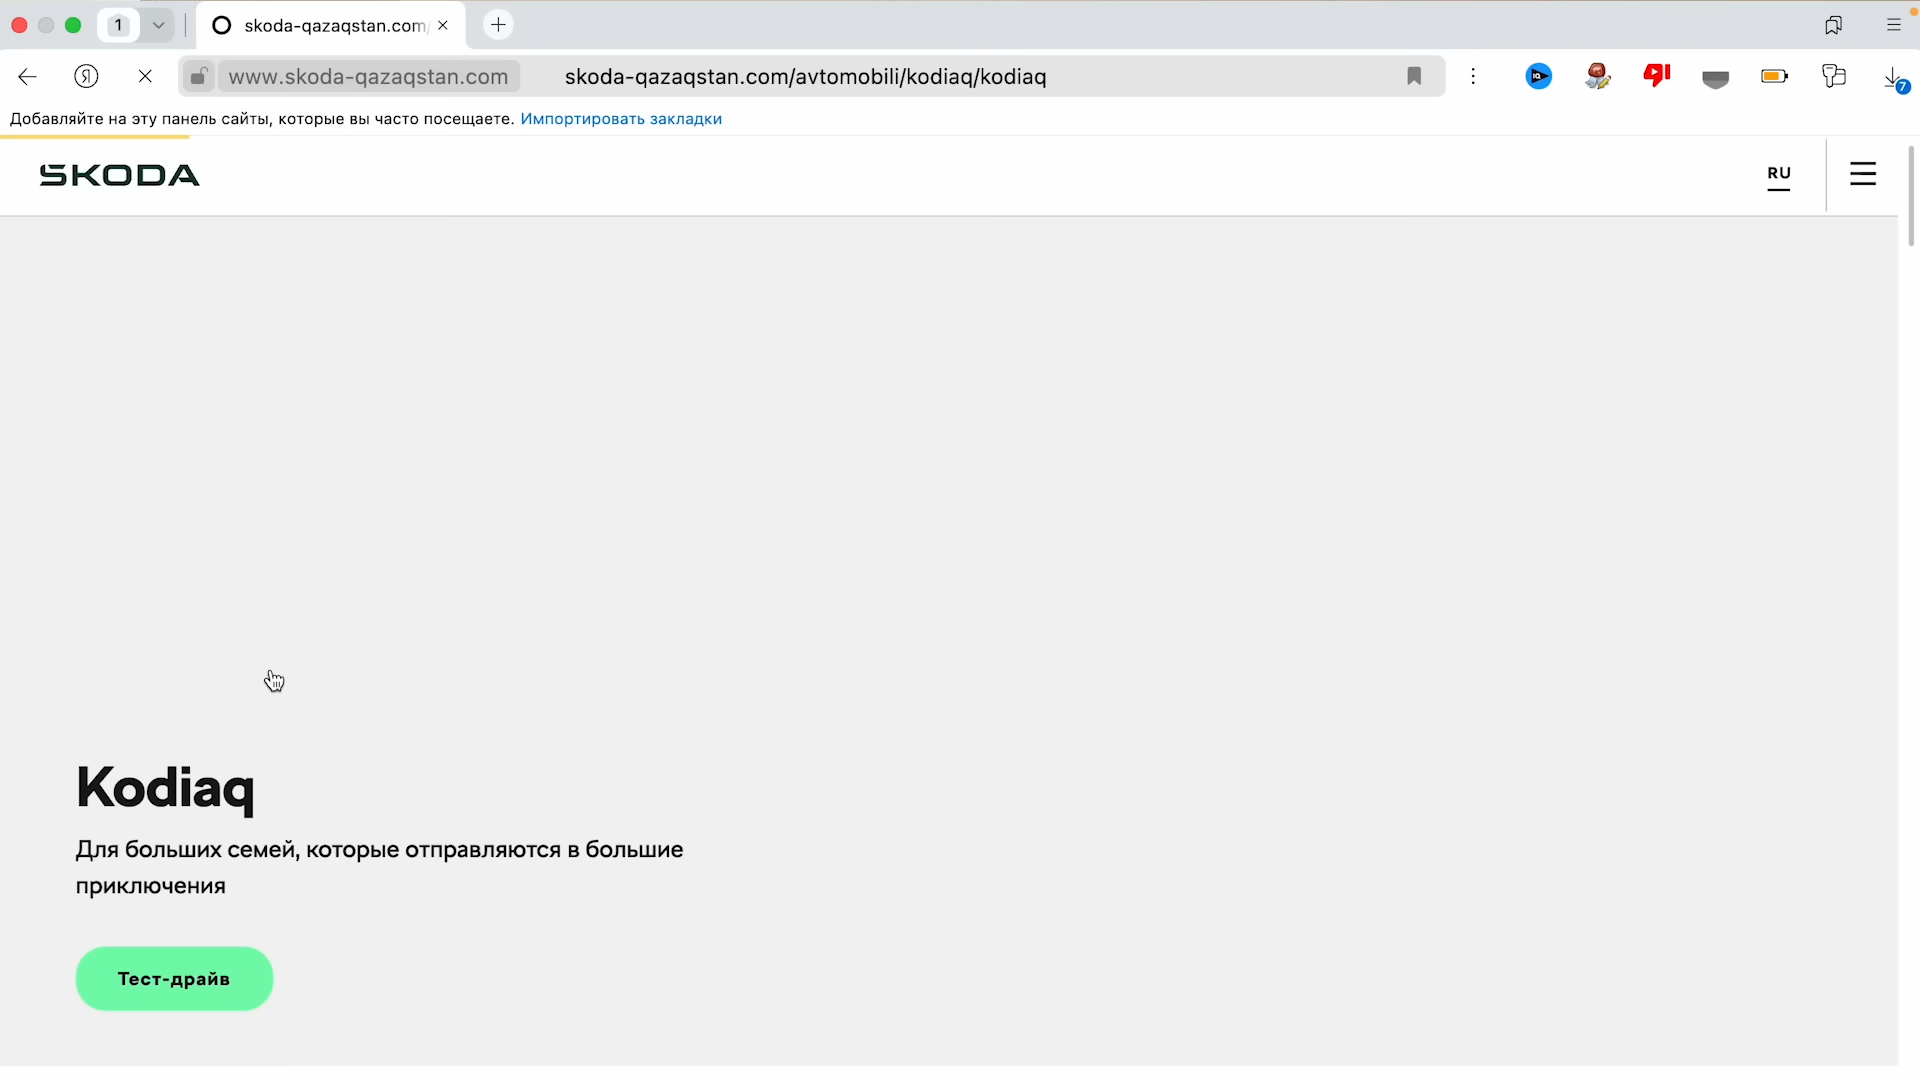 1
skoda-qazaqstan.com/
www.skoda-qazaqstan.com
skoda-qazaqstan.com/avtomobili/kodiaq/kodiaq
7
Добавляйте на эту панель сайты, которые вы часто посещаете. Импортировать закладки
ŠKODA
RU
Kodiaq
Для больших семей, которые отправляются в большие
приключения
Тест-драйв